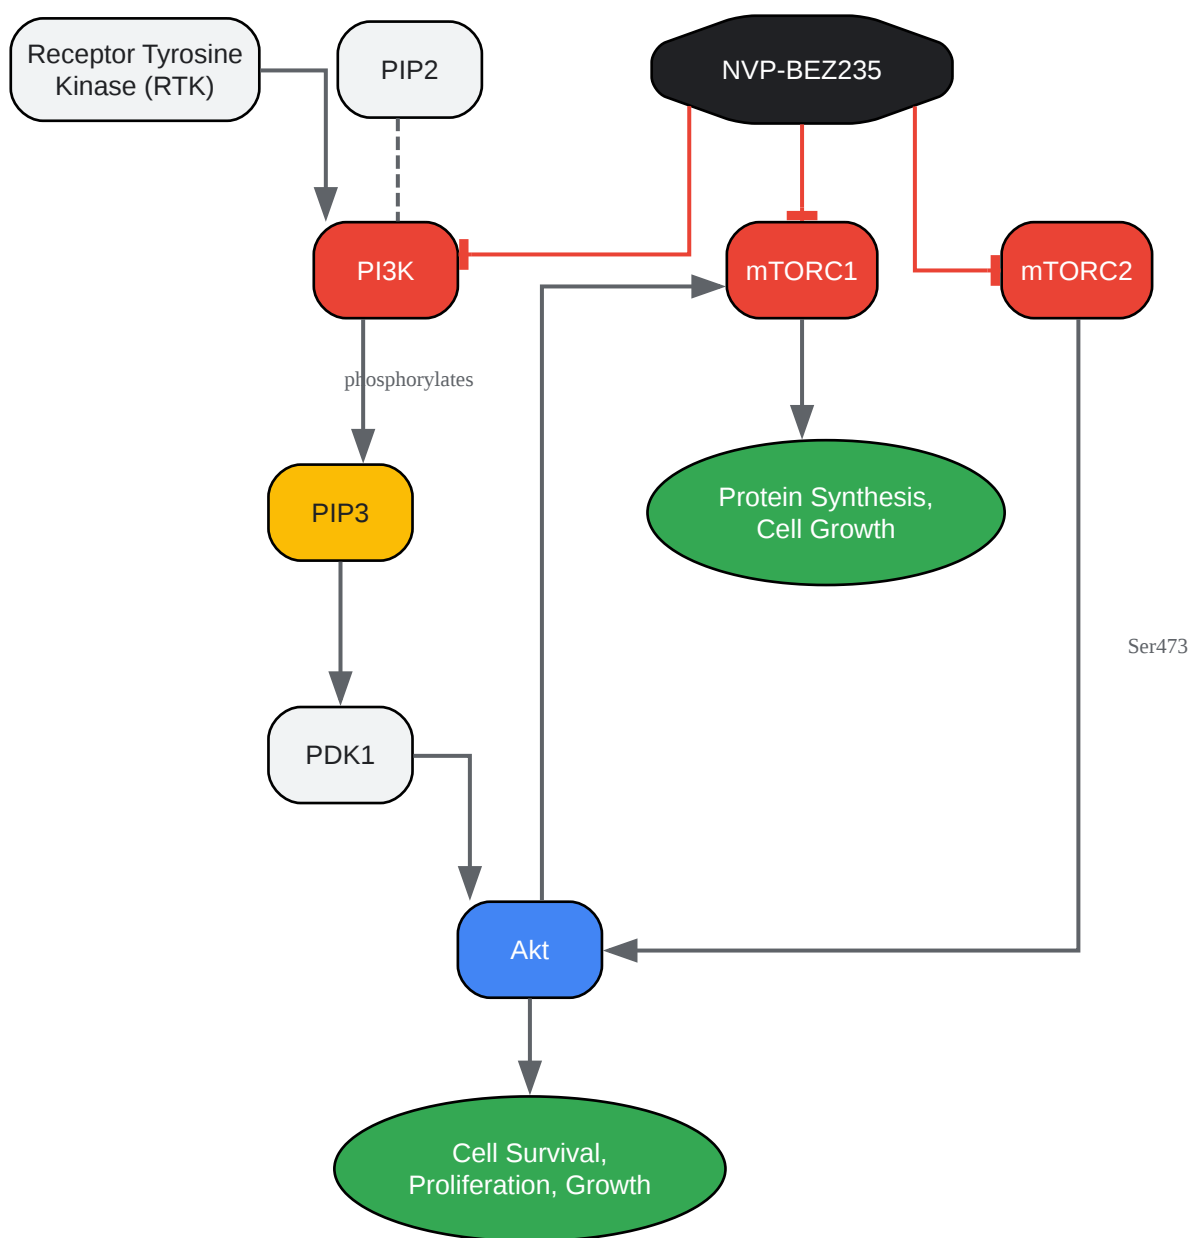 Receptor Tyrosine
Kinase (RTK)
PIP2
NVP-BEZ235
PI3K
mTORC1
mTORC2
phosphorylates
PIP3
Protein Synthesis,
Cell Growth
Ser473
PDK1
Akt
Cell Survival,
Proliferation, Growth